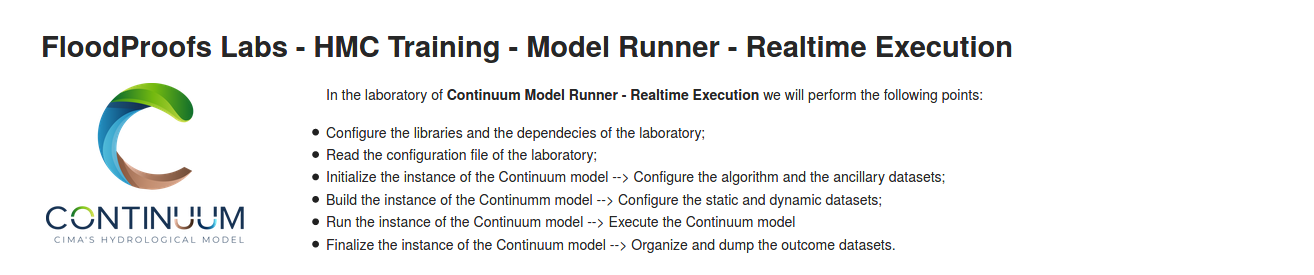 FloodProofs Labs - HMC Training - Model Runner - Realtime Execution
In the laboratory of Continuum Model Runner - Realtime Execution we will perform the following points:
● Configure the libraries and the dependecies of the laboratory;
● Read the configuration file of the laboratory;
● Initialize the instance of the Continuum model --> Configure the algorithm and the ancillary datasets;
● Build the instance of the Continumm model --> Configure the static and dynamic datasets;
● Run the instance of the Continuum model --> Execute the Continuum model
● Finalize the instance of the Continuum model --> Organize and dump the outcome datasets.
CONTINUUM
CIMA'S HYDROLOGICAL MODEL